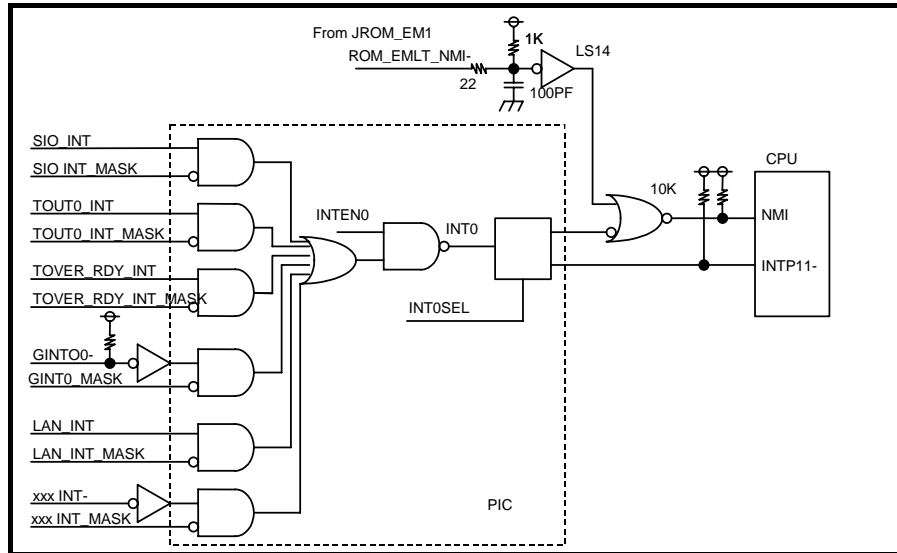 From JROM_EM1
1K
LS14
ROM_EMLT_NMI-
22
100PF
SIO_INT
SIO INT_MASK
CPU
10K
TOUT0_INT
INTEN0
NMI
TOUT0_INT_MASK
INT0
TOVER_RDY_INT
INTP11-
TOVER_RDY_INT_MASK
INT0SEL
GINTO0-
GINT0_MASK
LAN_INT
LAN_INT_MASK
xxx INT-
PIC
xxx INT_MASK